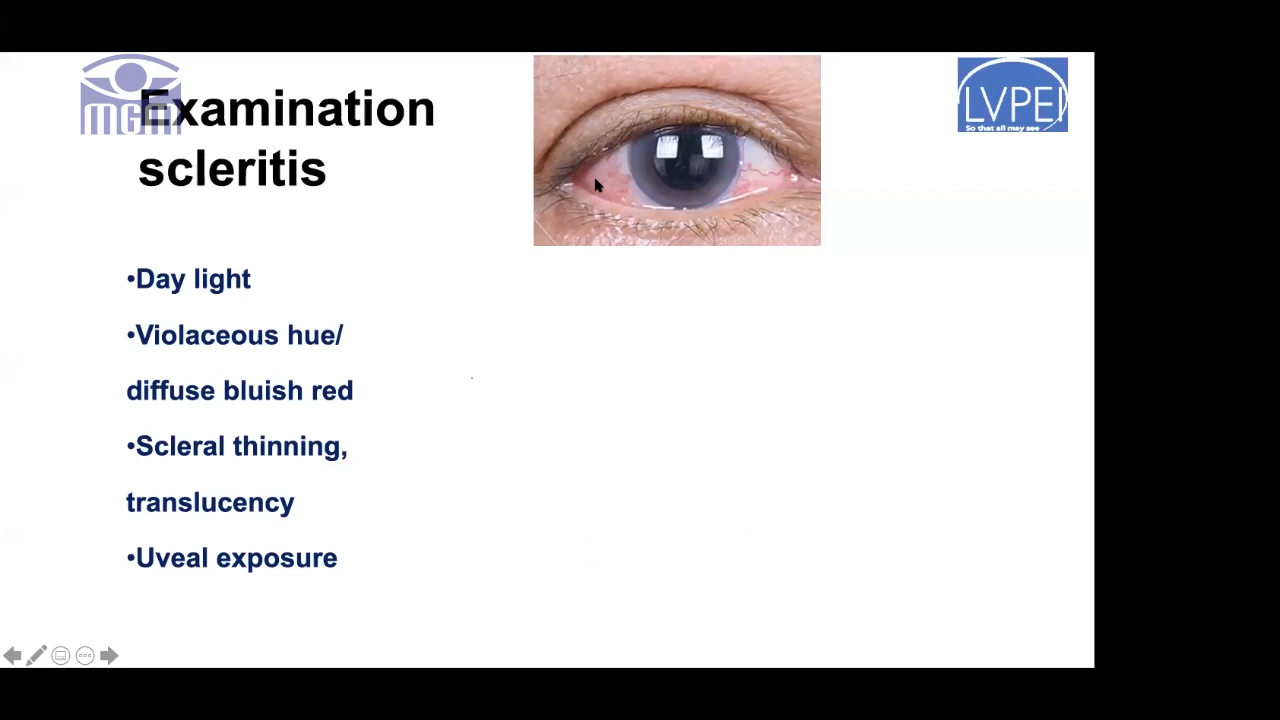 MGM
Examination
scleritis
LVPEI
So that all may see
•Day light
•Violaceous hue/
diffuse bluish red
•Scleral thinning,
translucency
•Uveal exposure